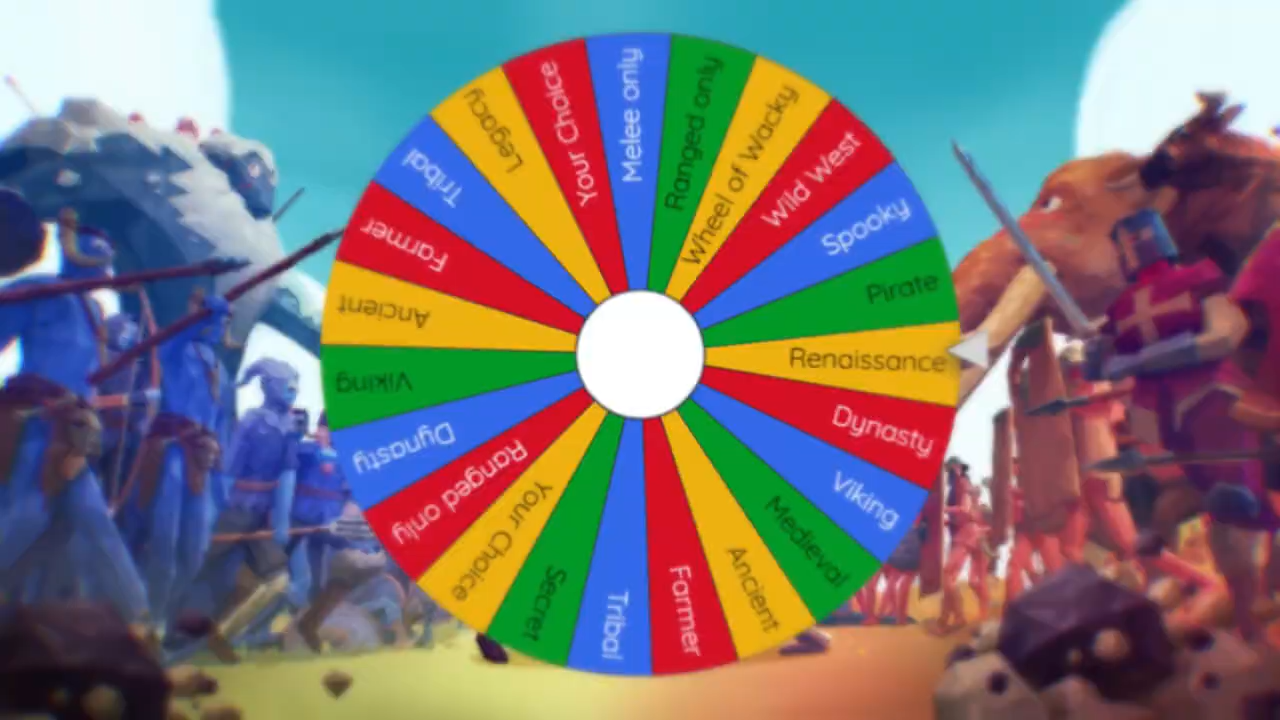 Melee only
Ranged only
Wheel of Wacky
Wild West
Spooky
Pirate
Renaissance
Dynasty
Viking
Medieval
Ancient
Farmer
Tribal
Secret
Your Choice
Ranged only
Dynasty
Viking
Ancient
Farmer
Tribal
Legacy
Your Choice